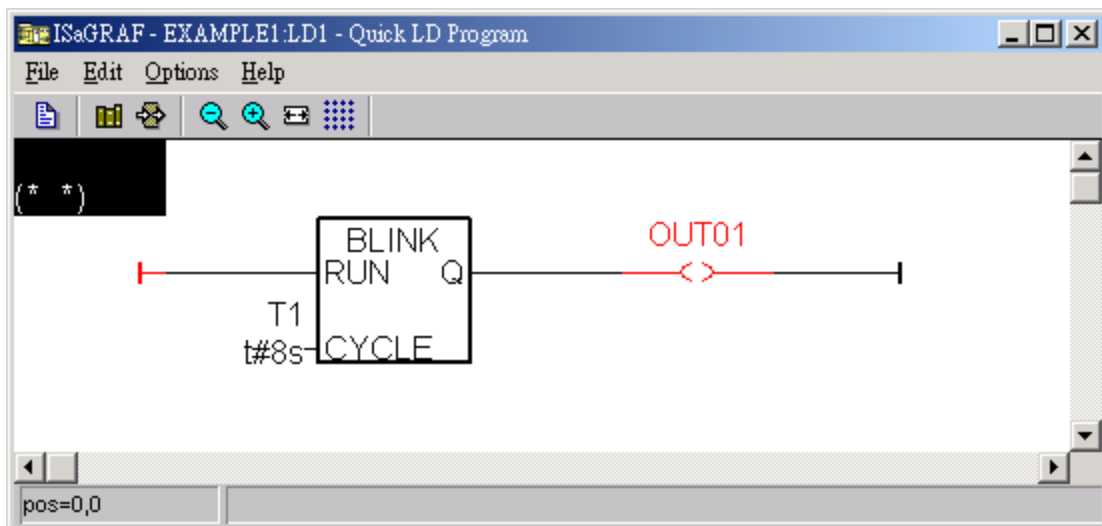 ISaGRAF - EXAMPLE1:LD1 - Quick LD Program
File Edit Options Help
(* *)
BLINK
OUT01
RUN Q
T1
t#8s CYCLE
pos=0,0